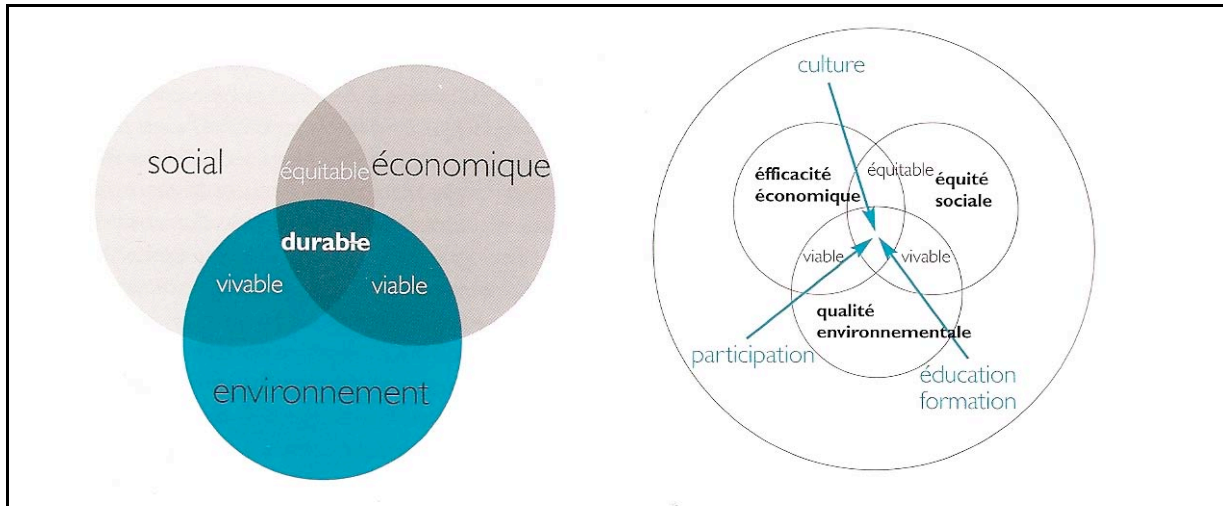 social
équitable
économique
durable
vivable
viable
environnement
culture
éfficacité
économique
équitable
équité
sociale
viable
vivable
qualité
environnementale
participation
éducation
formation